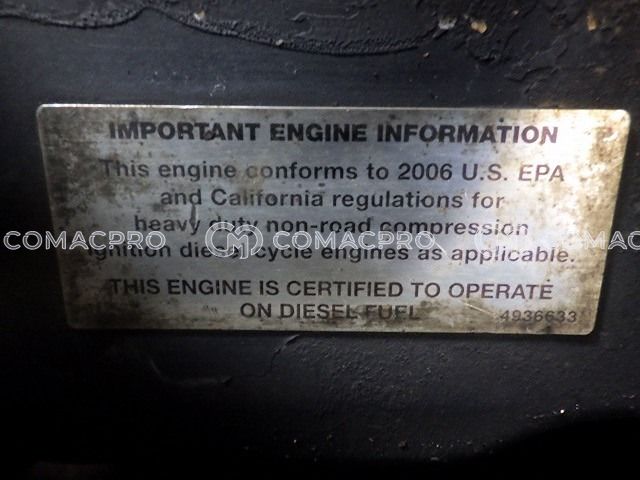 IMPORTANT ENGINE INFORMATION
This engine conforms to 2006 U.S. EPA
and California regulations for
heavy duty non-road compression
COMACPRO COMACPRO COMAC
ignition diesel cycle engines as applicable.
THIS ENGINE IS CERTIFIED TO OPERATE
ON DIESEL FUEL 4936633